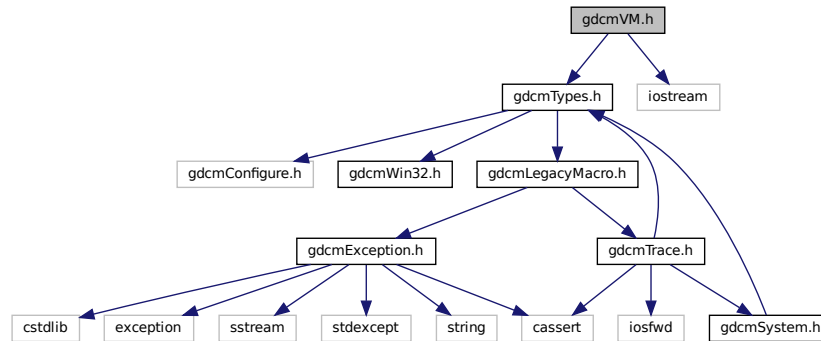 gdcmVM.h
gdcmTypes.h
iostream
gdcmConfigure.h
gdcmWin32.h
gdcmLegacyMacro.h
gdcmException.h
gdcmTrace.h
cstdlib
exception
sstream
stdexcept
string
cassert
iosfwd
gdcmSystem.h